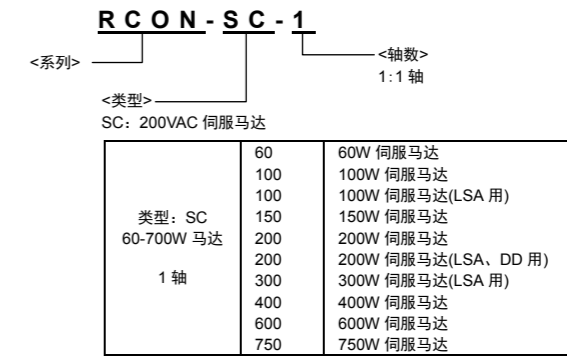 RCON-SC-1
<系列>
<轴数>
1:1 轴
<类型>
SC：200VAC 伺服马达
类型：SC
60-700W 马达
1 轴
60 60W 伺服马达
100 100W 伺服马达
100 100W 伺服马达(LSA 用)
150 150W 伺服马达
200 200W 伺服马达
200 200W 伺服马达(LSA、DD 用)
300 300W 伺服马达(LSA 用)
400 400W 伺服马达
600 600W 伺服马达
750 750W 伺服马达